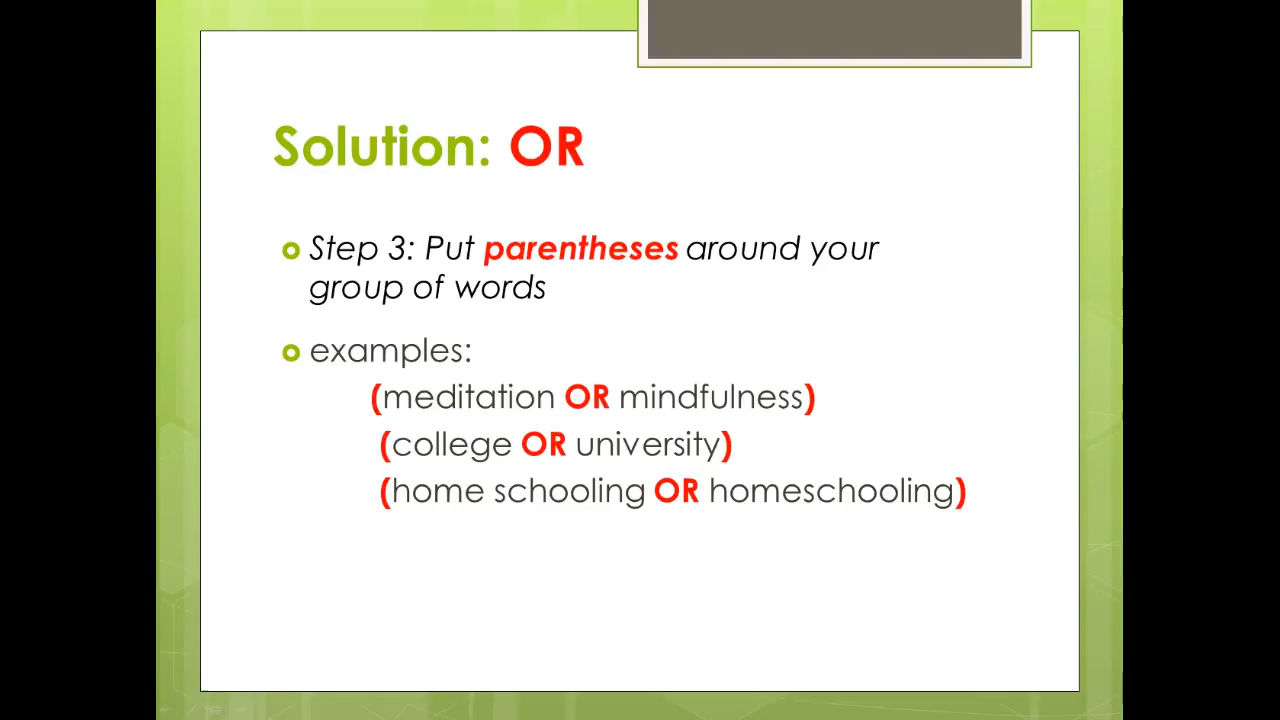 Solution: OR
Step 3: Put parentheses around your
group of words
examples:
(meditation OR mindfulness)
(college OR university)
(home schooling OR homeschooling)